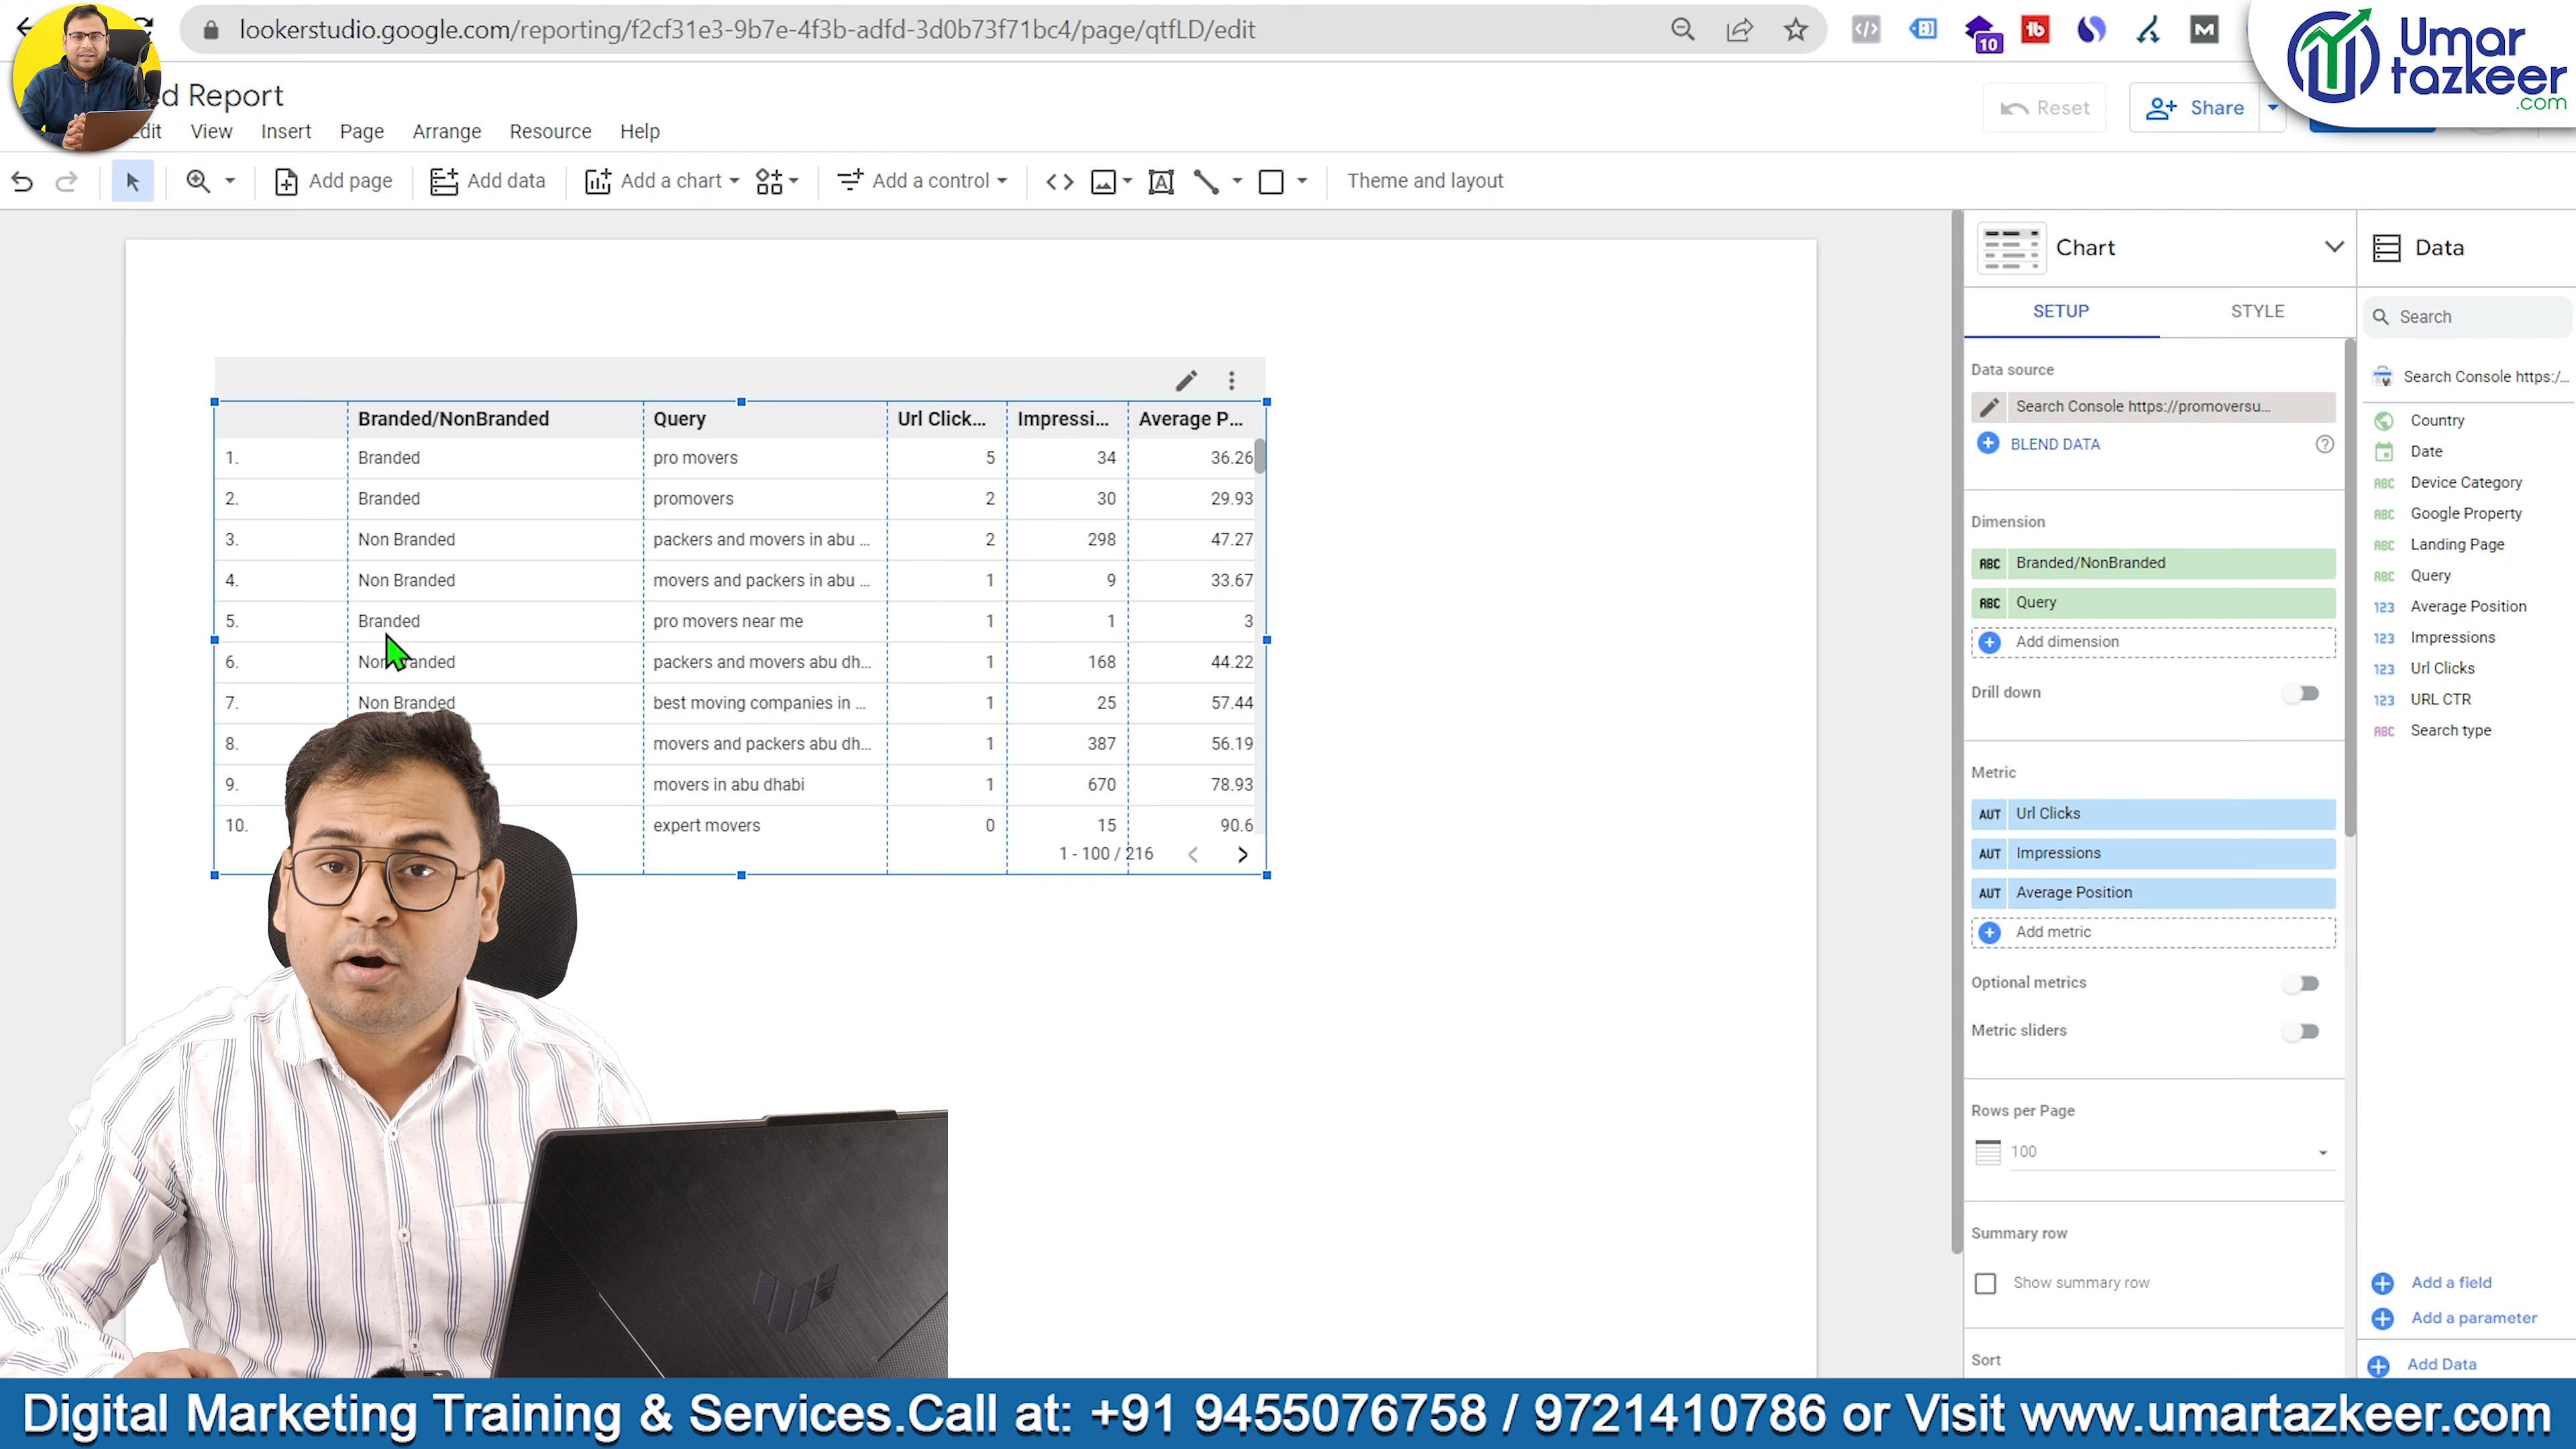 lookerstudio.google.com/reporting/f2cf31e3-9b7e-4f3b-adfd-3d0b73f71bc4/page/qtfLD/edit
10
Umar
tazkeer
.com
ed Report
Reset
Share
Edit View Insert Page Arrange Resource Help
Add page Add data Add a chart Add a control Theme and layout
Chart
Data
SETUP STYLE
Search
Data source
Search Console https://promoversu...
BLEND DATA
Search Console https:/...
Country
Date
Device Category
Google Property
Landing Page
Query
Average Position
Impressions
Url Clicks
URL CTR
Search type
Branded/NonBranded Query Url Click... Impressi... Average P...
1. Branded pro movers 5 34 36.26
2. Branded promovers 2 30 29.93
3. Non Branded packers and movers in abu ... 2 298 47.27
4. Non Branded movers and packers in abu ... 1 9 33.67
5. Branded pro movers near me 1 1 3
6. Non Branded packers and movers abu dh... 1 168 44.22
7. Non Branded best moving companies in ... 1 25 57.44
8. movers and packers abu dh... 1 387 56.19
9. movers in abu dhabi 1 670 78.93
10. expert movers 0 15 90.6
1 - 100 / 216
Dimension
ABC Branded/NonBranded
ABC Query
Add dimension
Drill down
Metric
AUT Url Clicks
AUT Impressions
AUT Average Position
Add metric
Optional metrics
Metric sliders
Rows per Page
100
Summary row
Show summary row
Sort
Add a field
Add a parameter
Add Data
Digital Marketing Training & Services.Call at: +91 9455076758 / 9721410786 or Visit www.umartazkeer.com